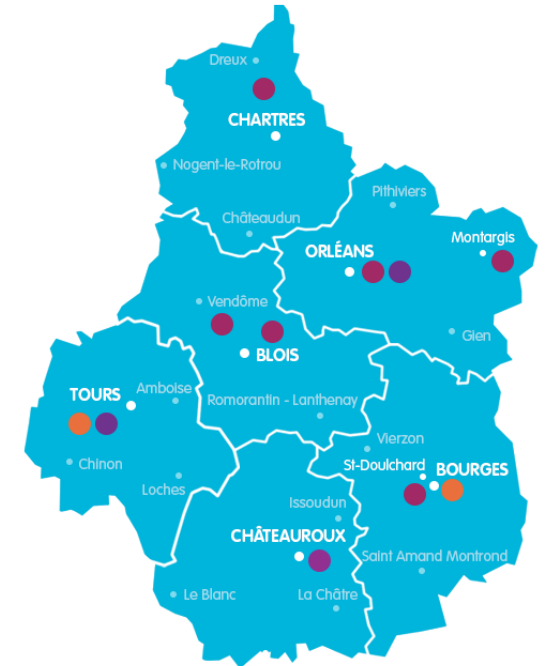 Dreux
CHARTRES
Nogent-le-Rotrou
Pithiviers
Châteaudun
Montargis
ORLÉANS
Vendôme
Gien
BLOIS
Amboise
TOURS
Romorantin - Lanthenay
Vierzon
Chinon
St-Doulchard
BOURGES
Loches
Issoudun
CHÂTEAUROUX
Saint Amand Montrond
Le Blanc
La Châtre